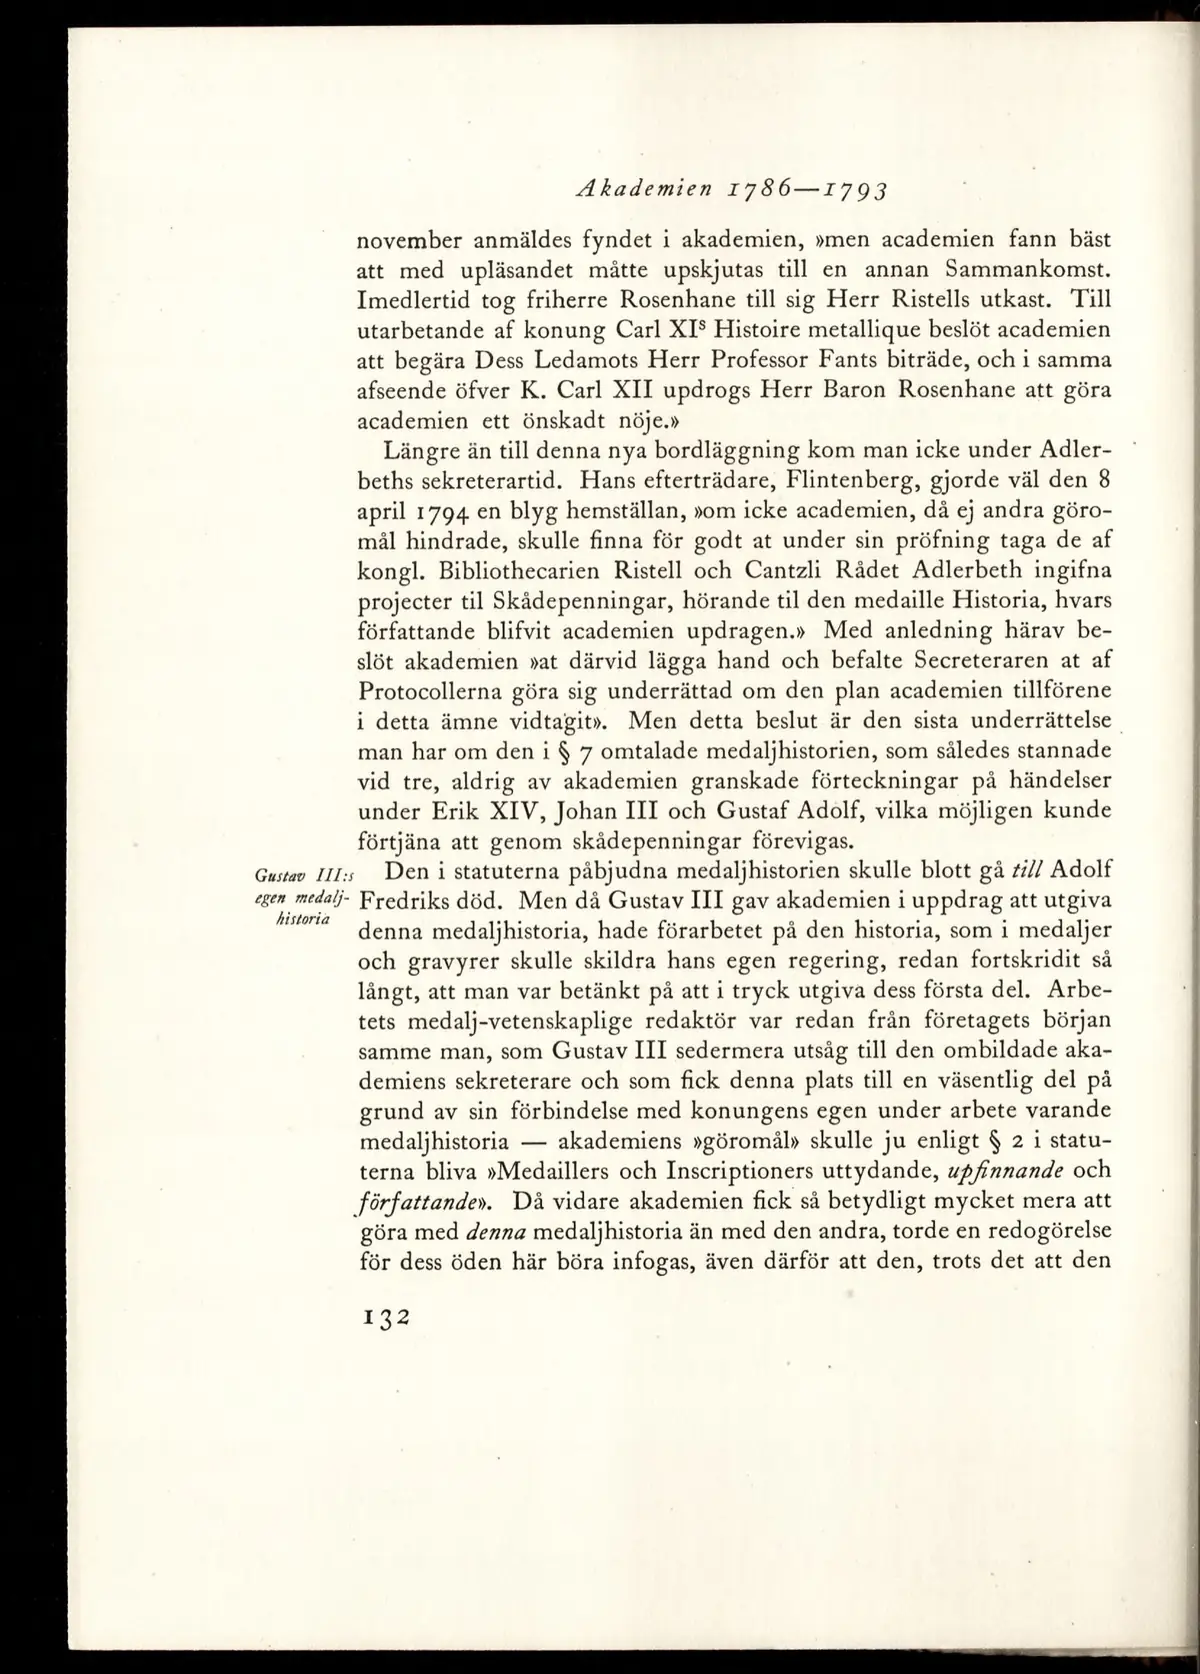 Akademien 1786—1793
november anmäldes fyndet i akademien, »men academien fann bäst
att med upläsandet måtte upskjutas till en annan Sammankomst.
Imedlertid tog friherre Rosenhane till sig Herr Ristells utkast. Till
utarbetande af konung Carl XIs Histoire metallique beslöt academien
att begära Dess Ledamots Herr Professor Fants biträde, och i samma
afseende öfver K. Carl XII updrogs Herr Baron Rosenhane att göra
academien ett önskadt nöje.»
Längre än till denna nya bordläggning kom man icke under Adler-
beths sekreterartid. Hans efterträdare, Flintenberg, gjorde väl den 8
april 1794 en blyg hemställan, »om icke academien, då ej andra göro-
mål hindrade, skulle finna för godt at under sin pröfning taga de af
kongl. Bibliothecarien Ristell och Cantzli Rådet Adlerbeth ingifna
projecter til Skådepenningar, hörande til den medaille Historia, hvars
författande blifvit academien updragen.» Med anledning härav be-
slöt akademien »at därvid lägga hand och befalte Secreteraren at af
Protocollerna göra sig underrättad om den plan academien tillförene
i detta ämne vidtagit». Men detta beslut är den sista underrättelse
man har om den i § 7 omtalade medaljhistorien, som således stannade
vid tre, aldrig av akademien granskade förteckningar på händelser
under Erik XIV, Johan III och Gustaf Adolf, vilka möjligen kunde
förtjäna att genom skådepenningar förevigas.
Gustav III:s
egen medalj-
historia
Den i statuterna påbjudna medaljhistorien skulle blott gå till Adolf
Fredriks död. Men då Gustav III gav akademien i uppdrag att utgiva
denna medaljhistoria, hade förarbetet på den historia, som i medaljer
och gravyrer skulle skildra hans egen regering, redan fortskridit så
långt, att man var betänkt på att i tryck utgiva dess första del. Arbe-
tets medalj-vetenskaplige redaktör var redan från företagets början
samme man, som Gustav III sedermera utsåg till den ombildade aka-
demiens sekreterare och som fick denna plats till en väsentlig del på
grund av sin förbindelse med konungens egen under arbete varande
medaljhistoria — akademiens »göromål» skulle ju enligt § 2 i statu-
terna bliva »Medaillers och Inscriptioners uttydande, upfinnande och
författande». Då vidare akademien fick så betydligt mycket mera att
göra med denna medaljhistoria än med den andra, torde en redogörelse
för dess öden här böra infogas, även därför att den, trots det att den
132